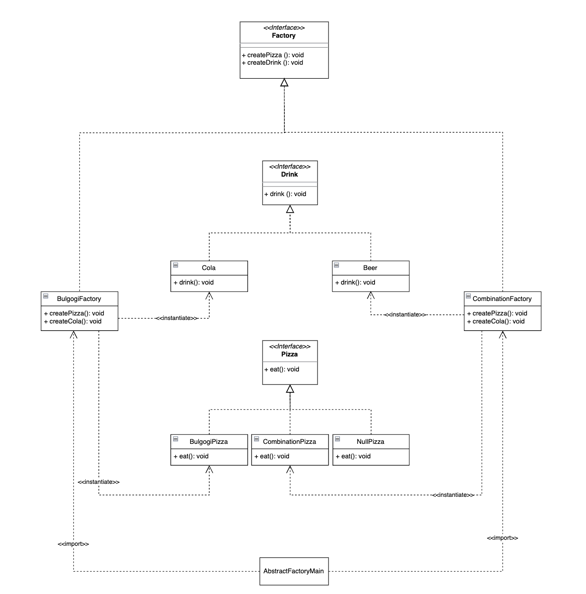 <<Interface>>
Factory
+ createPizza (): void
+ createDrink (): void
<<Interface>>
Drink
+ drink (): void
Cola
+ drink(): void
Beer
+ drink(): void
BulgogiFactory
+ createPizza(): void
+ createCola(): void
CombinationFactory
+ createPizza(): void
+ createCola(): void
<<instantiate>>
<<instantiate>>
<<Interface>>
Pizza
+ eat(): void
BulgogiPizza
+ eat(): void
CombinationPizza
+ eat(): void
NullPizza
+ eat(): void
<<instantiate>>
<<instantiate>>
<<import>>
<<import>>
AbstractFactoryMain